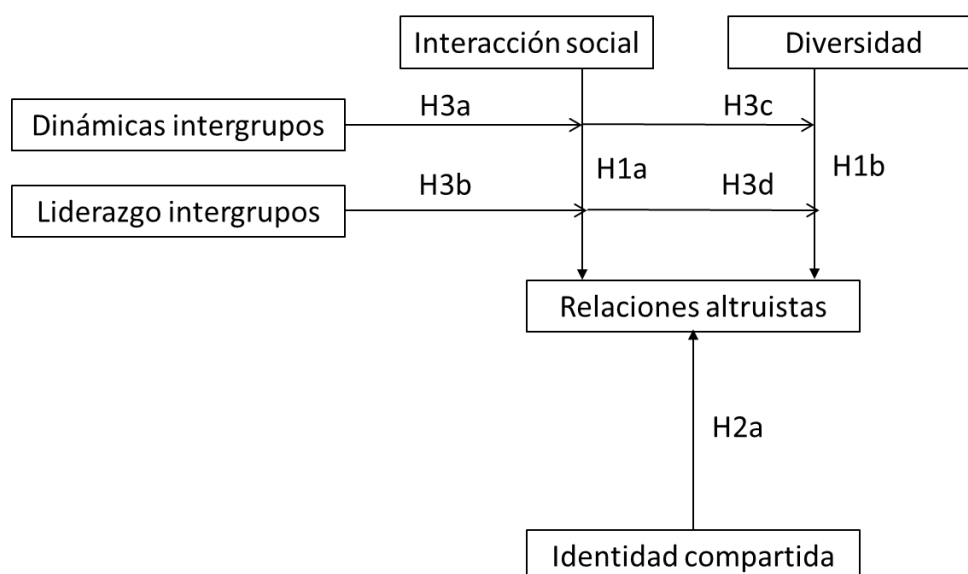 Interacción social
Diversidad
Dinámicas intergrupos
H3a
H3c
H1a
H1b
Liderazgo intergrupos
H3b
H3d
Relaciones altruistas
H2a
Identidad compartida